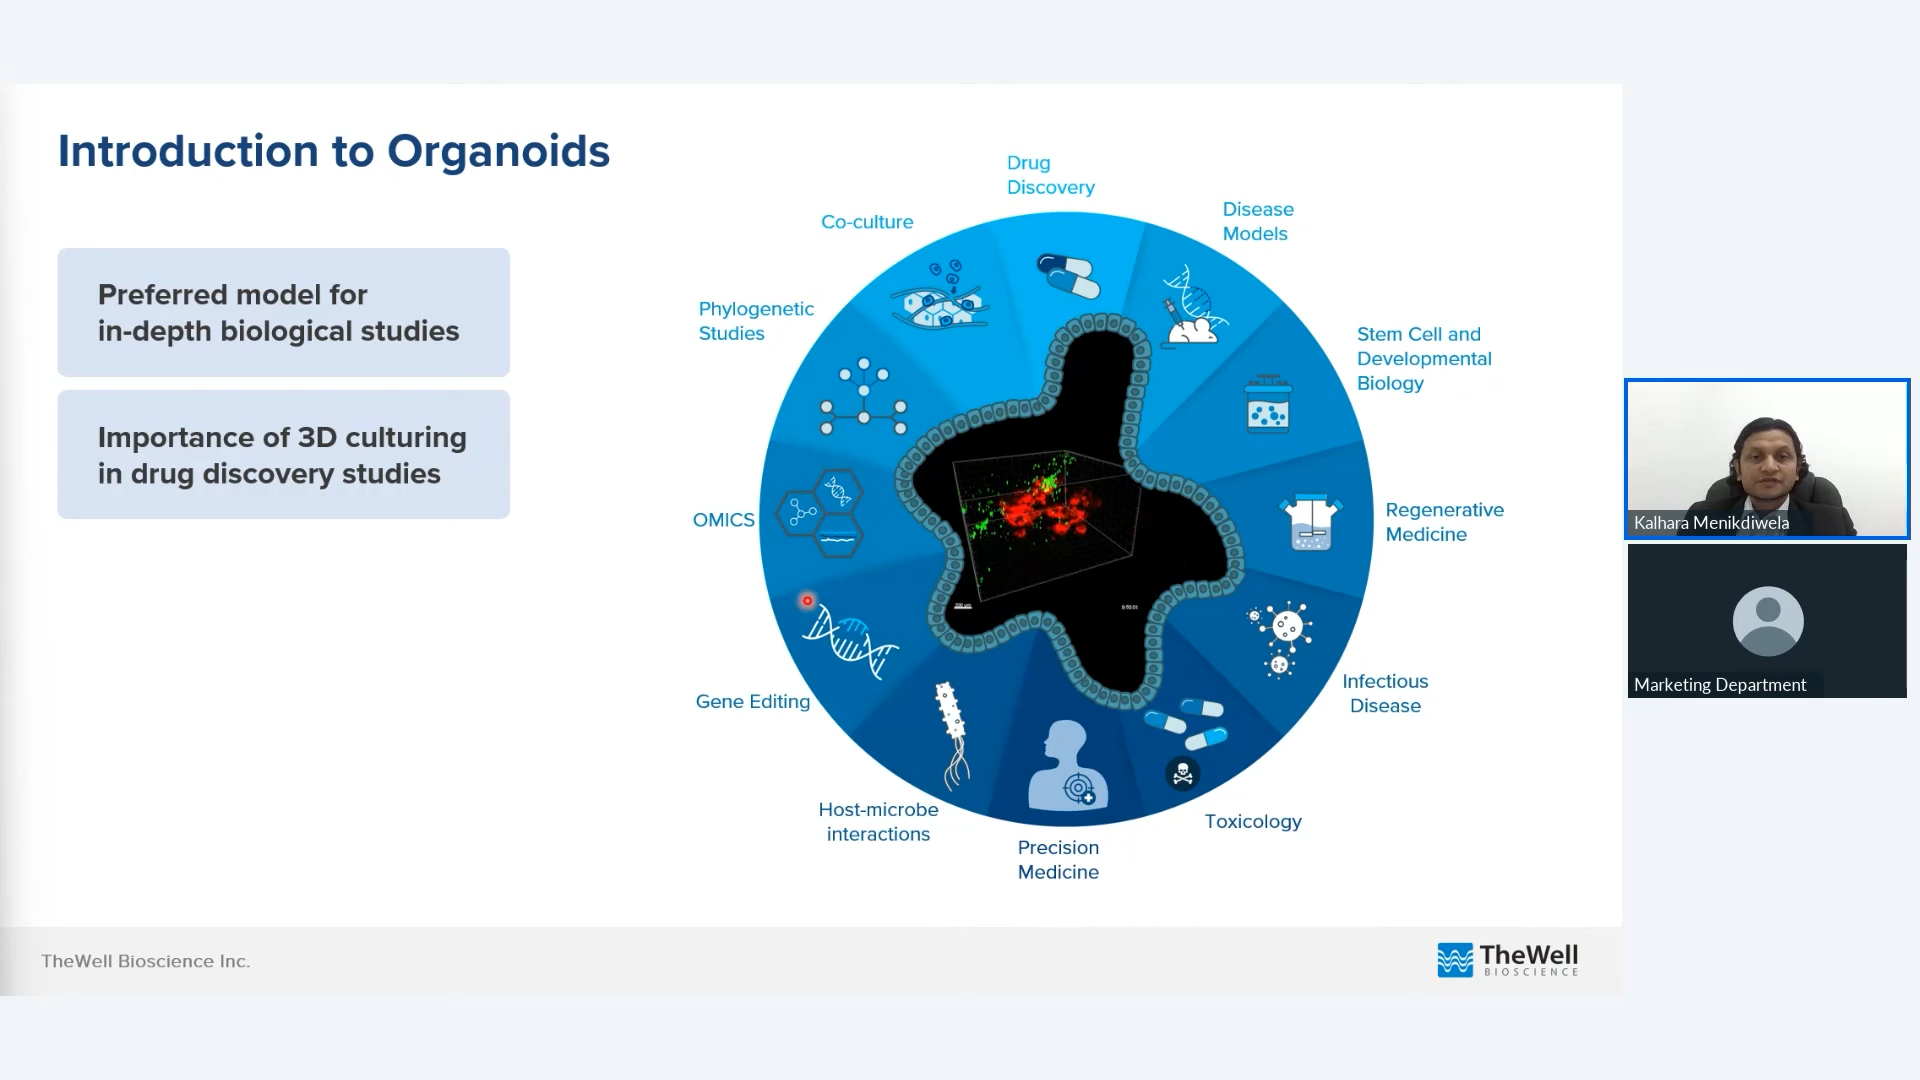 Introduction to Organoids
Preferred model for
in-depth biological studies
Importance of 3D culturing
in drug discovery studies
Drug
Discovery
Disease
Models
Stem Cell and
Developmental
Biology
Regenerative
Medicine
Infectious
Disease
Toxicology
Precision
Medicine
Host-microbe
interactions
Gene Editing
OMICS
Phylogenetic
Studies
Co-culture
Kalhara Menikdiwela
Marketing Department
TheWell Bioscience Inc.
TheWell
BIOSCIENCE